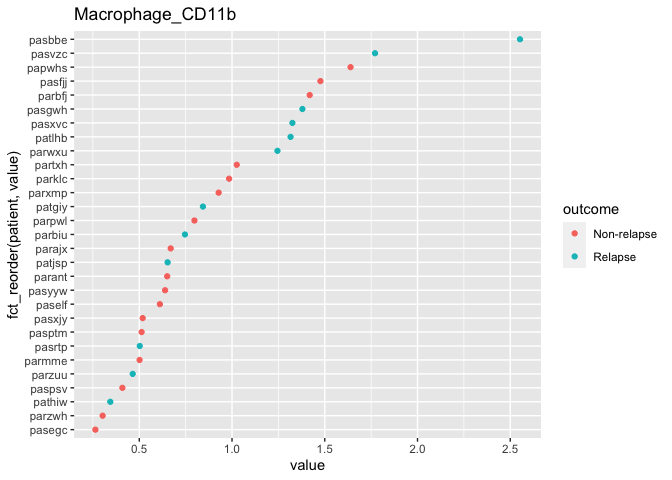 Macrophage_CD11b
fct_reorder(patient, value)
pasbbe
pasvzc
papwhs
pasfjj
parbfj
pasgwh
pasxvc
patlhb
parwxu
partxh
parklc
parxmp
patgiy
parpwl
parbiu
parajx
patjsp
parant
pasyyw
paself
pasxjy
pasptm
pasrtp
parmme
parzuu
paspsv
pathiw
parzwh
pasegc
0.5 1.0 1.5 2.0 2.5
value
outcome
Non-relapse
Relapse